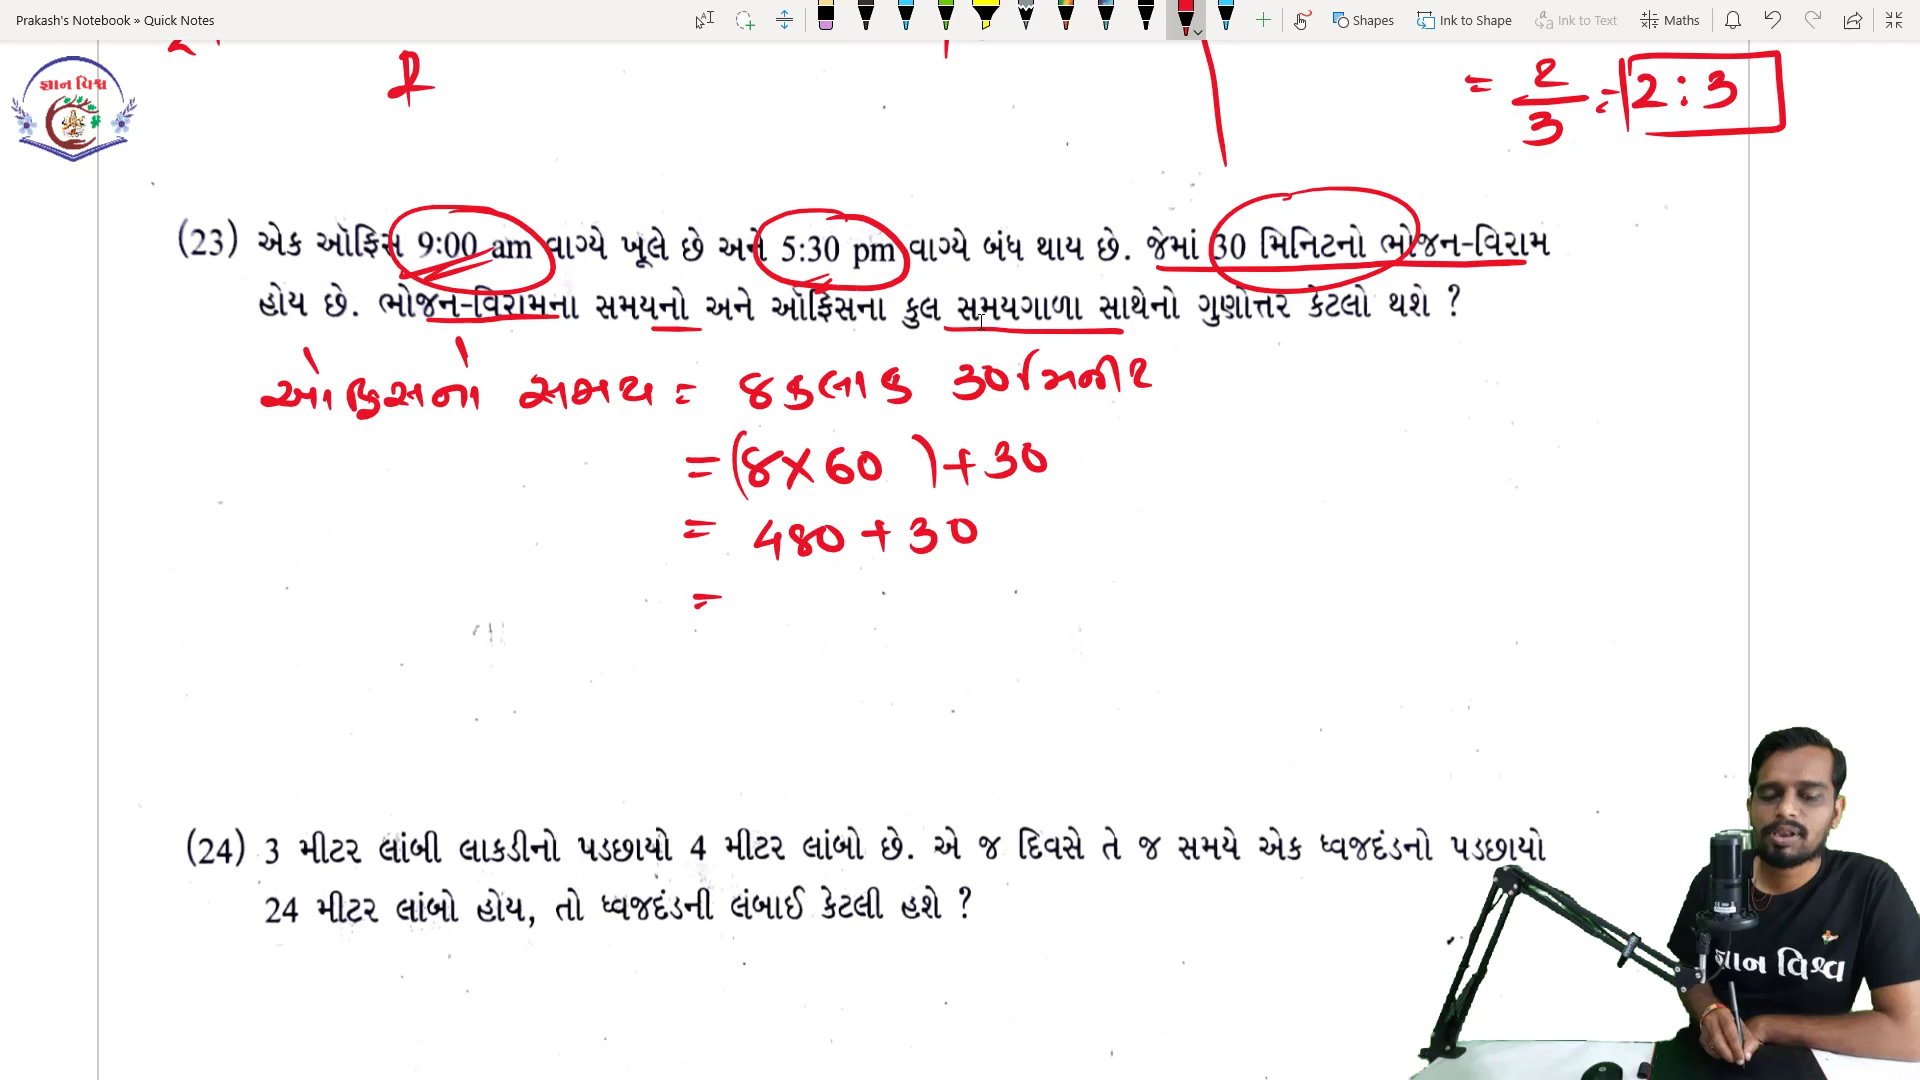 Prakash's Notebook » Quick Notes
Shapes
Ink to Shape
Ink to Text
Maths
જ્ઞાન વિશ્વ
= 2/3 = 2 : 3
(23) એક ઑફિસ 9:00 am વાગ્યે ખૂલે છે અને 5:30 pm વાગ્યે બંધ થાય છે. જેમાં 30 મિનિટનો ભોજન-વિરામ
હોય છે. ભોજન-વિરામના સમયનો અને ઑફિસના કુલ સમયગાળા સાથેનો ગુણોત્તર કેટલો થશે ?
ઓફિસનો સમય = 8 કલાક 30 મિનીટ
= (8 × 60) + 30
= 480 + 30
=
(24) 3 મીટર લાંબી લાકડીનો પડછાયો 4 મીટર લાંબો છે. એ જ દિવસે તે જ સમયે એક ધ્વજદંડનો પડછાયો
24 મીટર લાંબો હોય, તો ધ્વજદંડની લંબાઈ કેટલી હશે ?
જ્ઞાન વિશ્વ